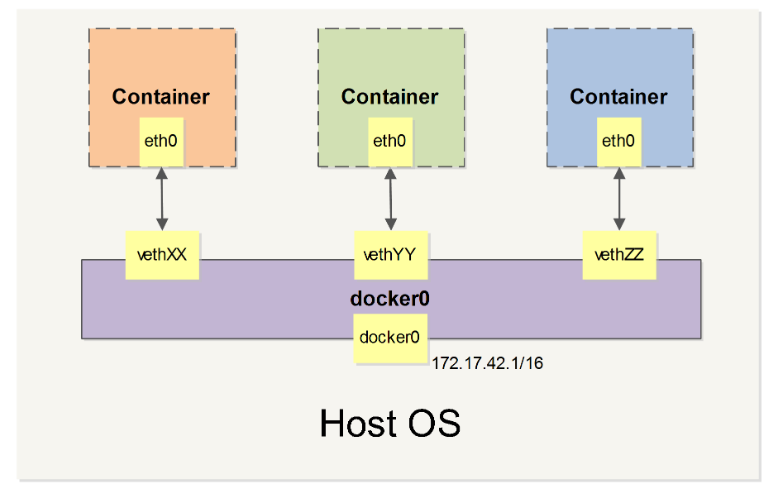 Container
Container
Container
eth0
eth0
eth0
vethXX
vethYY
vethZZ
docker0
docker0
172.17.42.1/16
Host OS